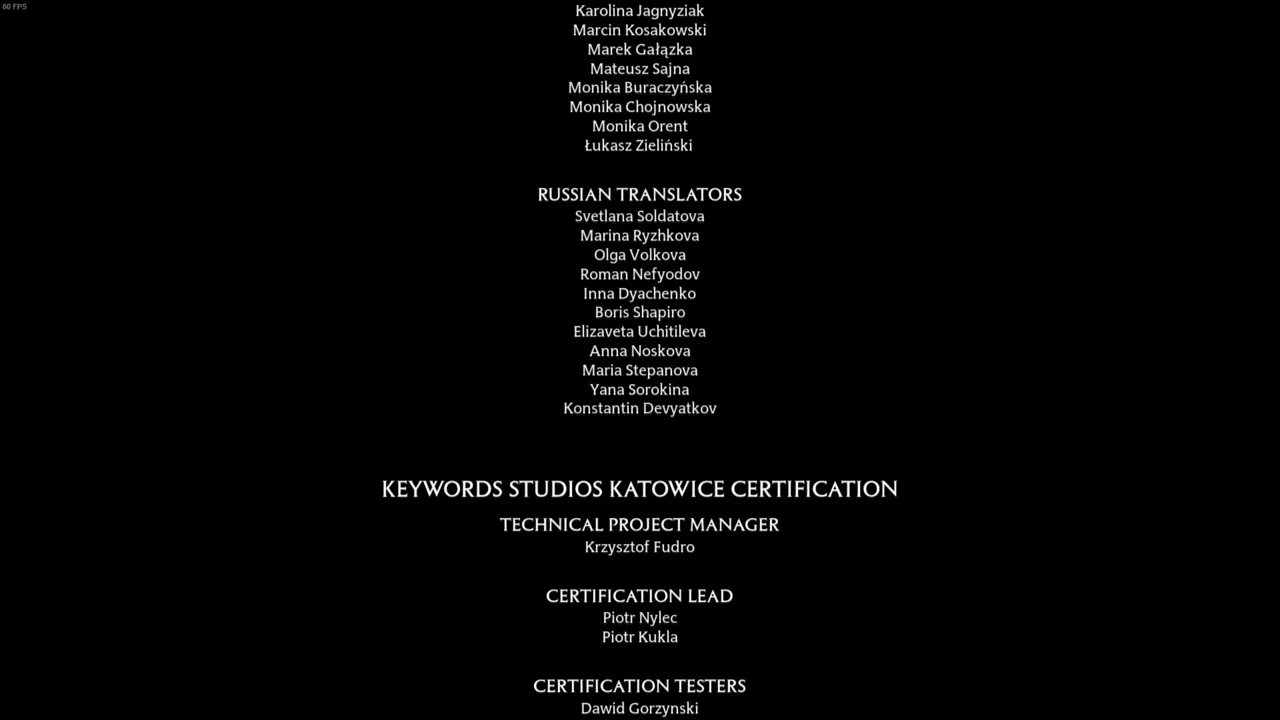 60 FPS
Karolina Jagnyziak
Marcin Kosakowski
Marek Gałązka
Mateusz Sajna
Monika Buraczyńska
Monika Chojnowska
Monika Orent
Łukasz Zieliński
RUSSIAN TRANSLATORS
Svetlana Soldatova
Marina Ryzhkova
Olga Volkova
Roman Nefyodov
Inna Dyachenko
Boris Shapiro
Elizaveta Uchitileva
Anna Noskova
Maria Stepanova
Yana Sorokina
Konstantin Devyatkov
KEYWORDS STUDIOS KATOWICE CERTIFICATION
TECHNICAL PROJECT MANAGER
Krzysztof Fudro
CERTIFICATION LEAD
Piotr Nylec
Piotr Kukla
CERTIFICATION TESTERS
Dawid Gorzynski